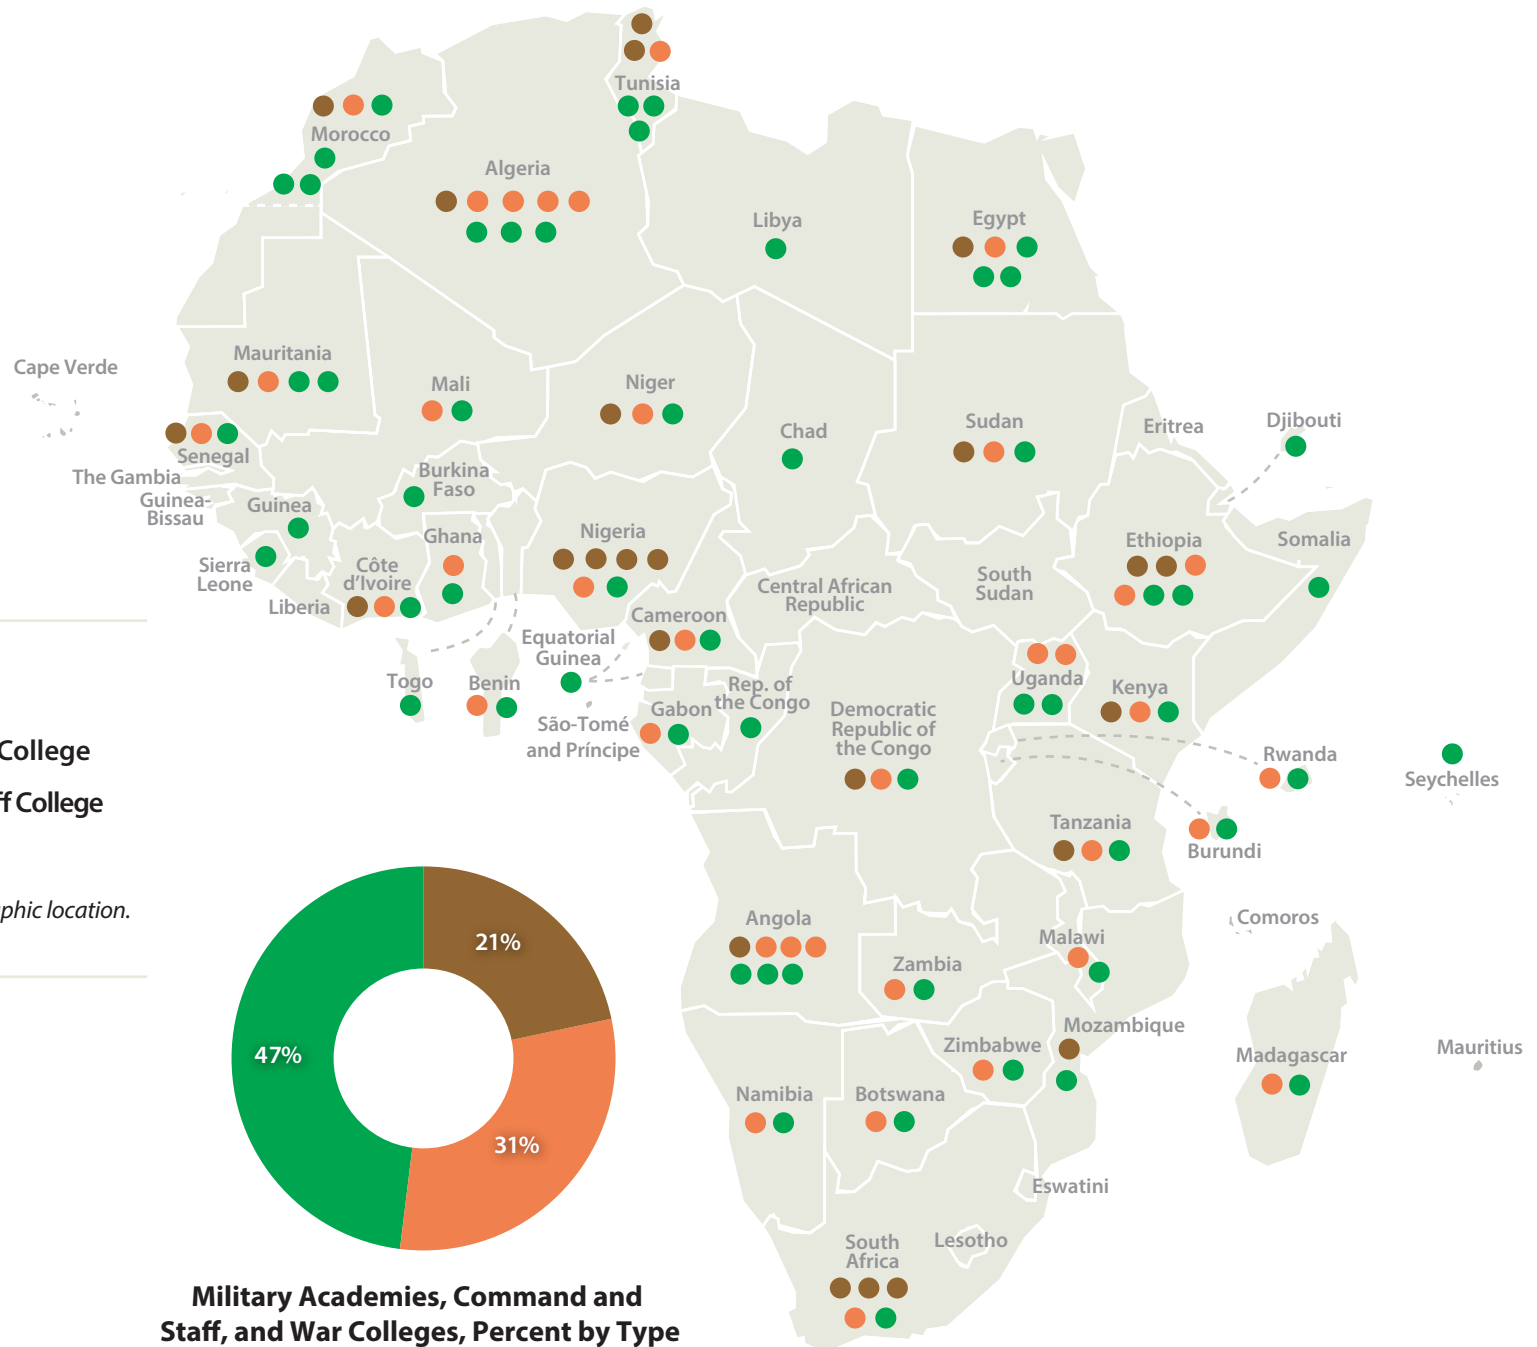 Tunisia
Morocco
Algeria
Libya
Egypt
Cape Verde
Mauritania
Mali
Niger
Chad
Sudan
Eritrea
Djibouti
Senegal
The Gambia
Guinea-
Bissau
Guinea
Burkina
Faso
Ghana
Nigeria
Ethiopia
Somalia
Sierra
Leone
Côte
d'Ivoire
Liberia
Central African
Republic
South
Sudan
Cameroon
Equatorial
Guinea
Togo
Benin
São-Tomé
and Príncipe
Gabon
Rep. of
the Congo
Democratic
Republic of
the Congo
Uganda
Kenya
Rwanda
Seychelles
Burundi
Tanzania
College
ff College
phic location.
Angola
Zambia
Malawi
Comoros
Mozambique
Zimbabwe
Madagascar
Mauritius
Namibia
Botswana
Eswatini
South
Africa
Lesotho
21%
47%
31%
Military Academies, Command and
Staff, and War Colleges, Percent by Type